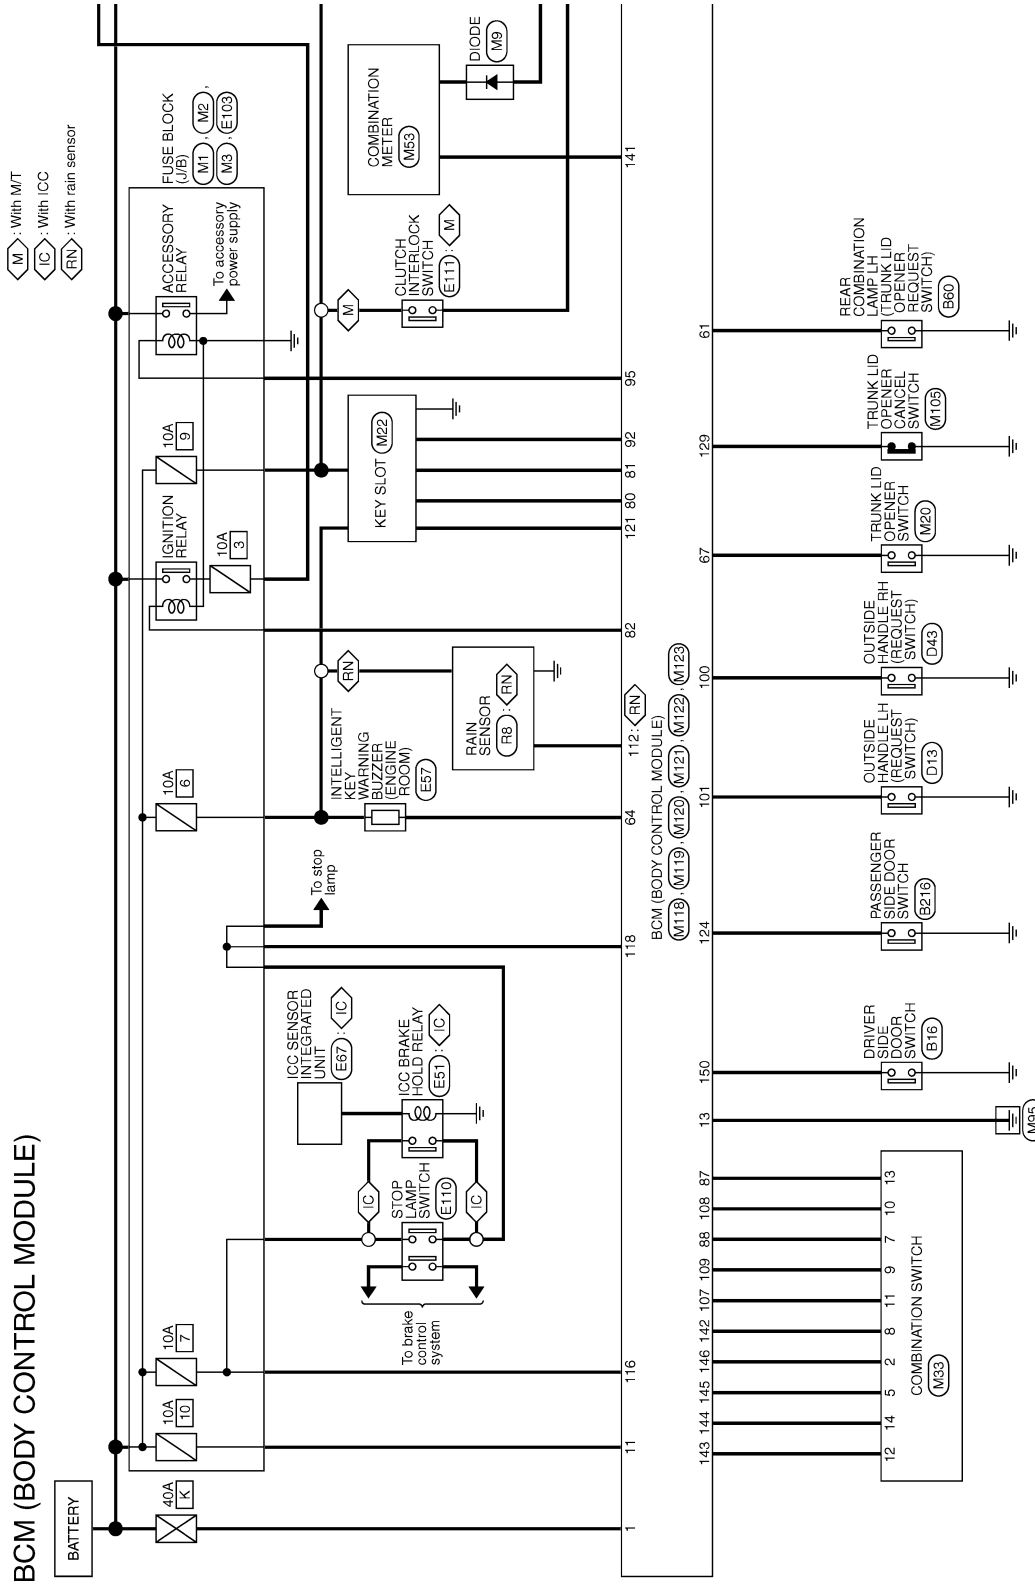 BCM (BODY CONTROL MODULE)
M : With M/T
IC : With ICC
RN : With rain sensor
BATTERY
40A
K
10A
10
10A
7
10A
6
IGNITION
RELAY
10A
3
10A
9
ACCESSORY
RELAY
To accessory
power supply
FUSE BLOCK
(J/B)
M1 , M2 ,
M3 , E103
To brake
control
system
STOP
LAMP
SWITCH
E110
IC
IC
ICC SENSOR
INTEGRATED
UNIT
E67 : IC
ICC BRAKE
HOLD RELAY
E51 : IC
To stop
lamp
INTELLIGENT
KEY
WARNING
BUZZER
(ENGINE
ROOM)
E57
RN
RAIN
SENSOR
R8 : RN
KEY SLOT M22
M
CLUTCH
INTERLOCK
SWITCH
E111 : M
COMBINATION
METER
M53
DIODE
M9
1
11
116
118
64
112: RN
82
121
80
81
92
95
141
BCM (BODY CONTROL MODULE)
M118 , M119 , M120 , M121 , M122 , M123
143
144
145
146
142
107
109
88
108
87
13
150
124
101
100
67
129
61
12
14
5
2
8
11
9
7
10
13
COMBINATION SWITCH
M33
M95
DRIVER
SIDE
DOOR
SWITCH
B16
PASSENGER
SIDE DOOR
SWITCH
B216
OUTSIDE
HANDLE LH
(REQUEST
SWITCH)
D13
OUTSIDE
HANDLE RH
(REQUEST
SWITCH)
D43
TRUNK LID
OPENER
SWITCH
M20
TRUNK LID
OPENER
CANCEL
SWITCH
M105
REAR
COMBINATION
LAMP LH
(TRUNK LID
OPENER
REQUEST
SWITCH)
B60